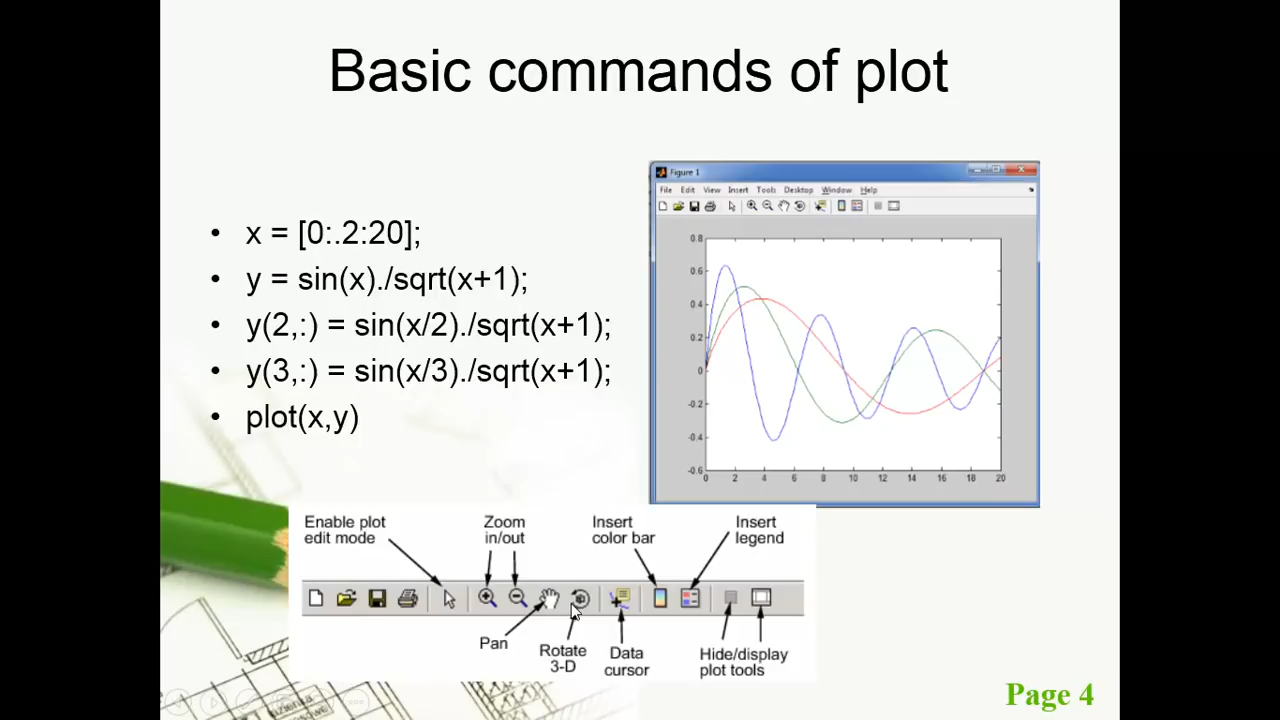 Basic commands of plot
• x = [0:.2:20];
• y = sin(x)./sqrt(x+1);
• y(2,:) = sin(x/2)./sqrt(x+1);
• y(3,:) = sin(x/3)./sqrt(x+1);
• plot(x,y)
Figure 1
File Edit View Insert Tools Desktop Window Help
0.8
0.6
0.4
0.2
0
-0.2
-0.4
-0.6
0 2 4 6 8 10 12 14 16 18 20
Enable plot
edit mode
Zoom
in/out
Insert
color bar
Insert
legend
Pan
Rotate
3-D
Data
cursor
Hide/display
plot tools
Page 4